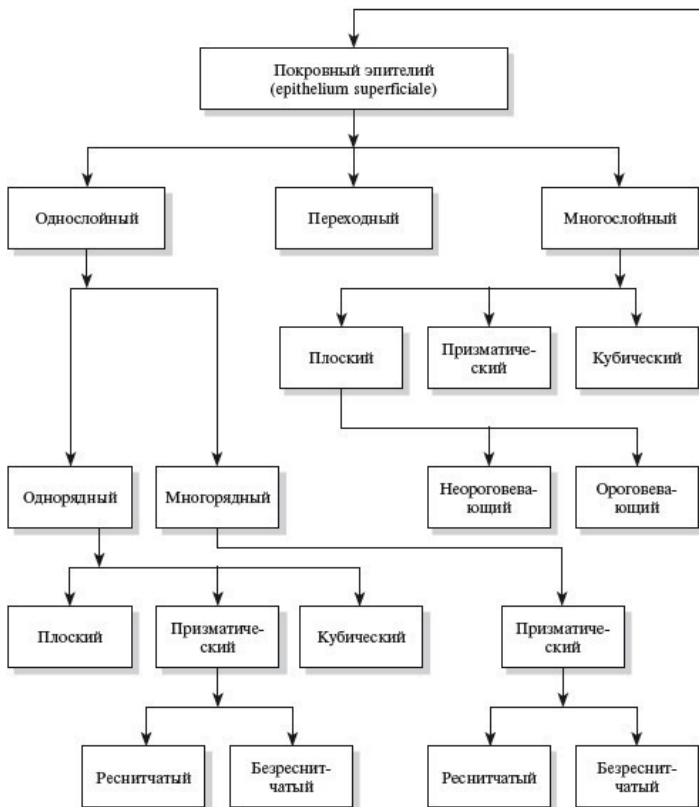 Покровный эпителий
(epithelium superficiale)
Однослойный
Переходный
Многослойный
Плоский
Призматиче-
ский
Кубический
Однорядный
Многорядный
Неороговева-
ющий
Ороговева-
ющий
Плоский
Призматиче-
ский
Кубический
Призматиче-
ский
Реснитчатый
Безреснит-
чатый
Реснитчатый
Безреснит-
чатый